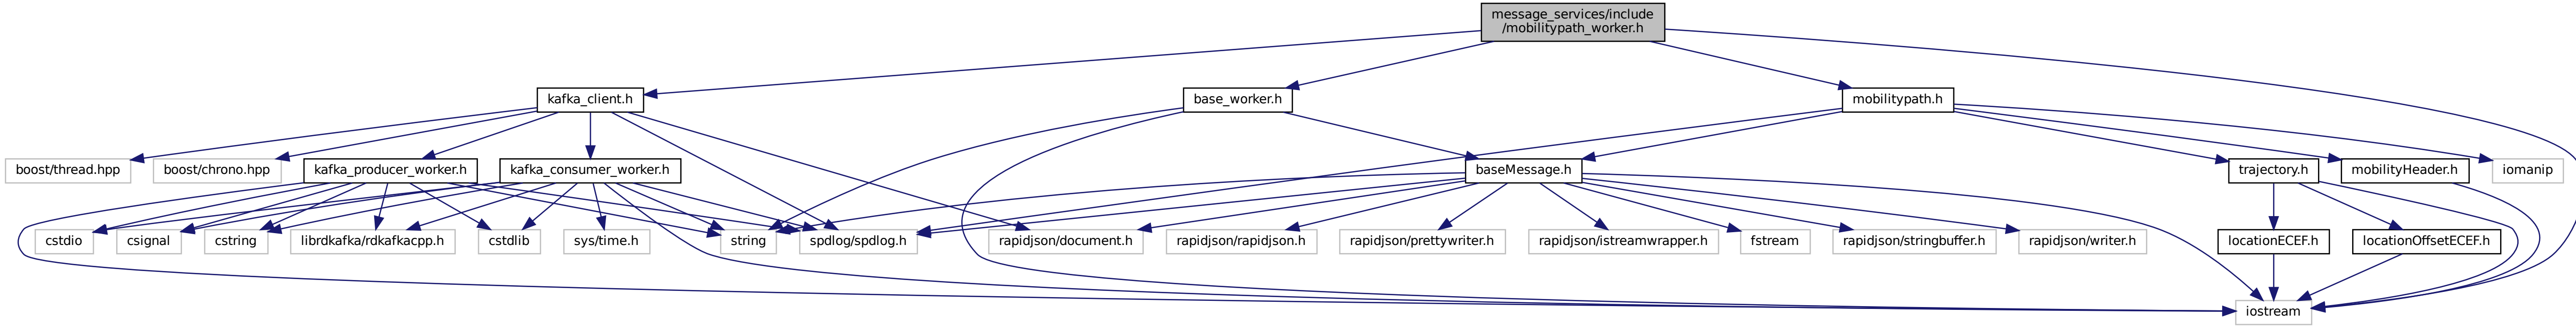 message_services/include
/mobilitypath_worker.h
kafka_client.h
base_worker.h
mobilitypath.h
boost/thread.hpp
boost/chrono.hpp
kafka_producer_worker.h
kafka_consumer_worker.h
baseMessage.h
trajectory.h
mobilityHeader.h
iomanip
cstdio
csignal
cstring
librdkafka/rdkafkacpp.h
cstdlib
sys/time.h
string
spdlog/spdlog.h
rapidjson/document.h
rapidjson/rapidjson.h
rapidjson/prettywriter.h
rapidjson/istreamwrapper.h
fstream
rapidjson/stringbuffer.h
rapidjson/writer.h
locationECEF.h
locationOffsetECEF.h
iostream